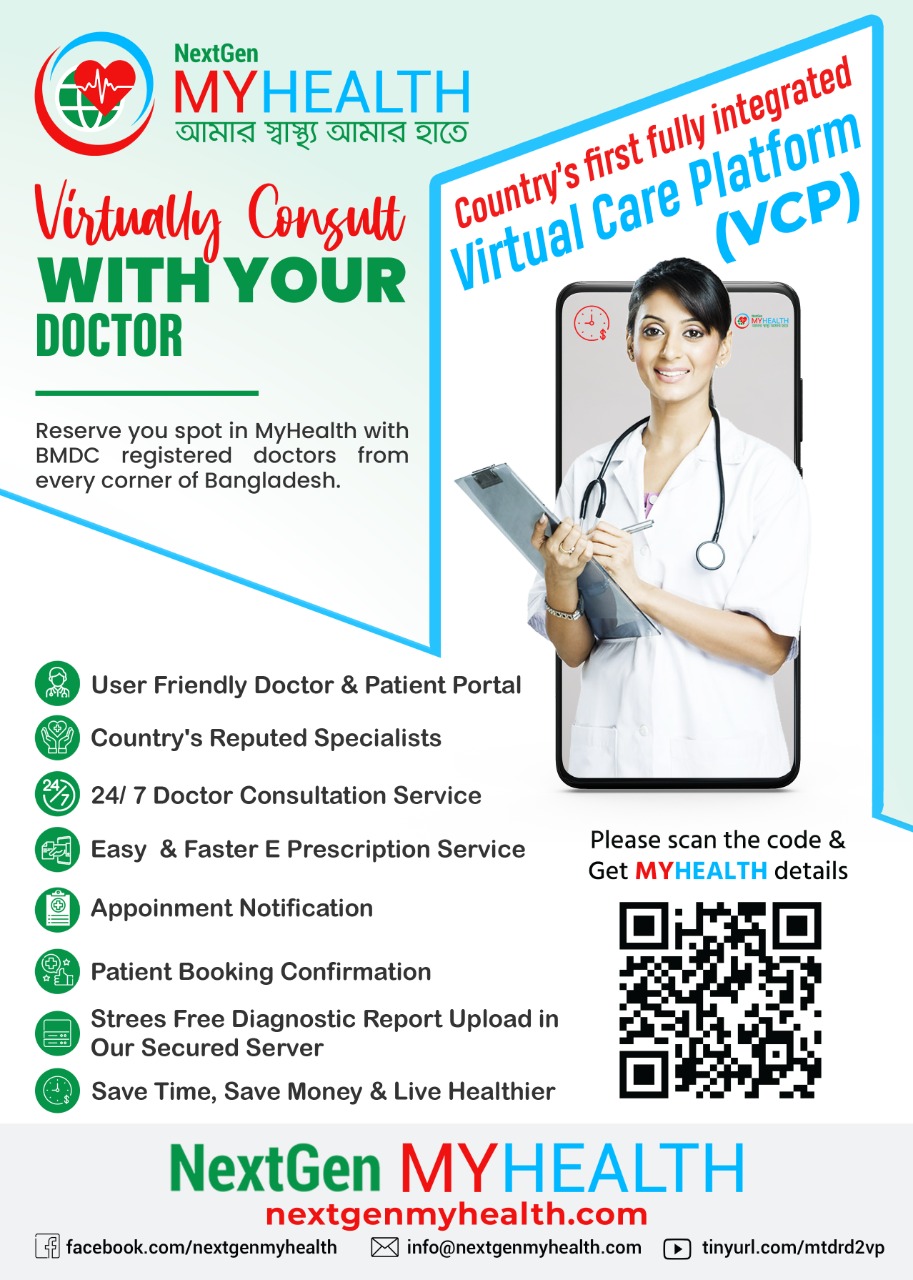 NextGen
MYHEALTH
আমার স্বাস্থ্য আমার হাতে
Country's first fully integrated
Virtual Care Platform
(VCP)
Virtually Consult
WITH YOUR
DOCTOR
Reserve you spot in MyHealth with
BMDC registered doctors from
every corner of Bangladesh.
MYHEALTH
User Friendly Doctor & Patient Portal
Country's Reputed Specialists
24/7
24/ 7 Doctor Consultation Service
Easy & Faster E Prescription Service
Appoinment Notification
Patient Booking Confirmation
Strees Free Diagnostic Report Upload in
Our Secured Server
Save Time, Save Money & Live Healthier
Please scan the code &
Get MYHEALTH details
NextGen MYHEALTH
nextgenmyhealth.com
facebook.com/nextgenmyhealth info@nextgenmyhealth.com tinyurl.com/mtdrd2vp